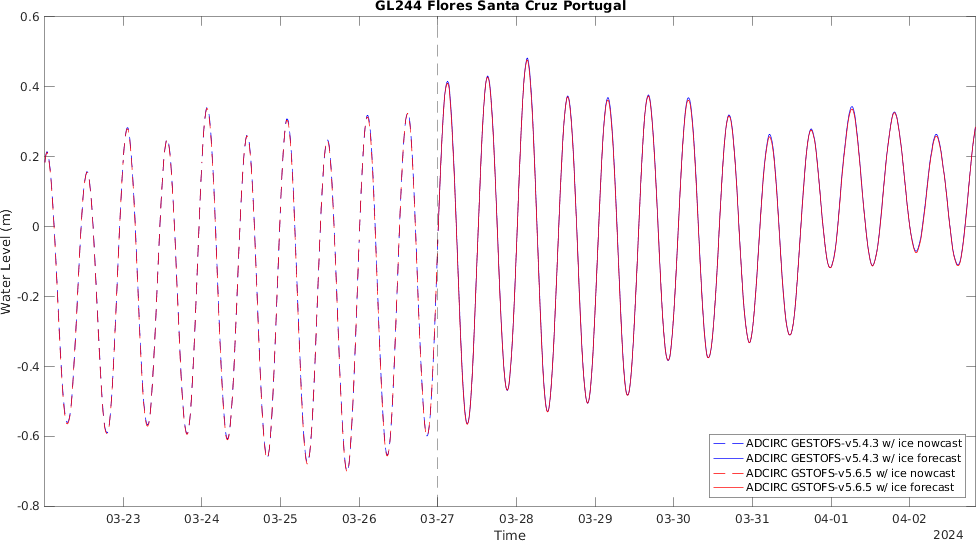 GL244 Flores Santa Cruz Portugal
Water Level (m)
0.6
0.4
0.2
0
-0.2
-0.4
-0.6
-0.8
ADCIRC GESTOFS-v5.4.3 w/ ice nowcast
ADCIRC GESTOFS-v5.4.3 w/ ice forecast
ADCIRC GSTOFS-v5.6.5 w/ ice nowcast
ADCIRC GSTOFS-v5.6.5 w/ ice forecast
03-23 03-24 03-25 03-26 03-27 03-28 03-29 03-30 03-31 04-01 04-02
Time
2024